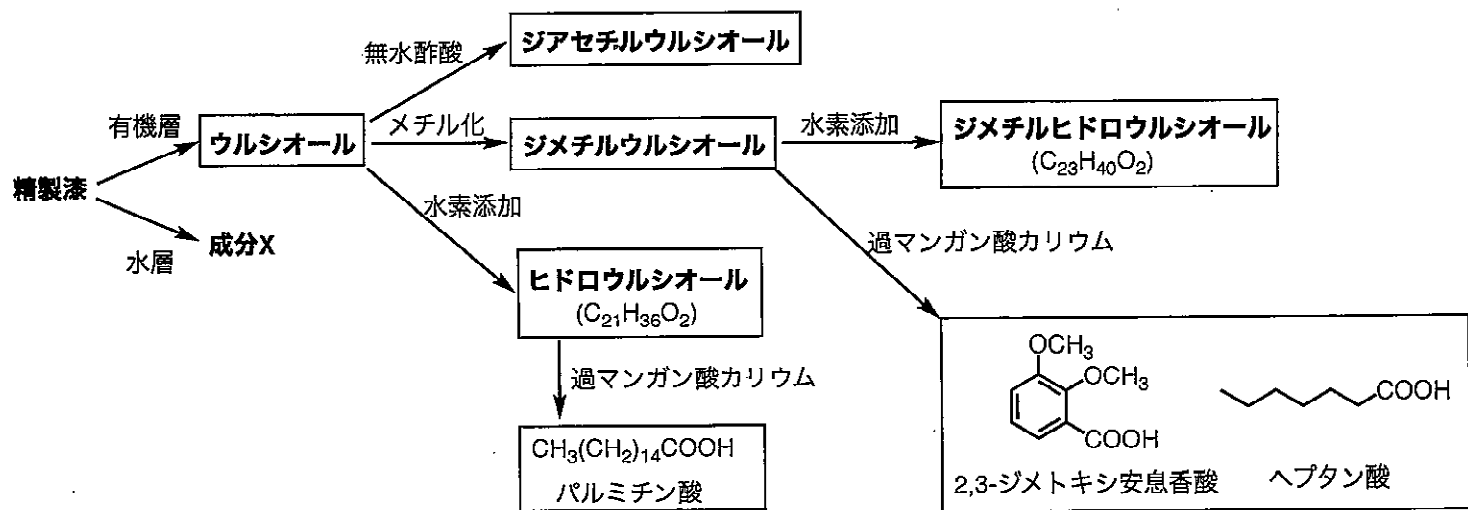 無水酢酸
ジアセチルウルシオール
有機層
ウルシオール
メチル化
ジメチルウルシオール
水素添加
ジメチルヒドロウルシオール
(C₂₃H₄₀O₂)
精製漆
水層
成分X
水素添加
ヒドロウルシオール
(C₂₁H₃₆O₂)
過マンガン酸カリウム
過マンガン酸カリウム
CH₃(CH₂)₁₄COOH
パルミチン酸
OCH₃
OCH₃
COOH
2,3-ジメトキシ安息香酸
COOH
ヘプタン酸